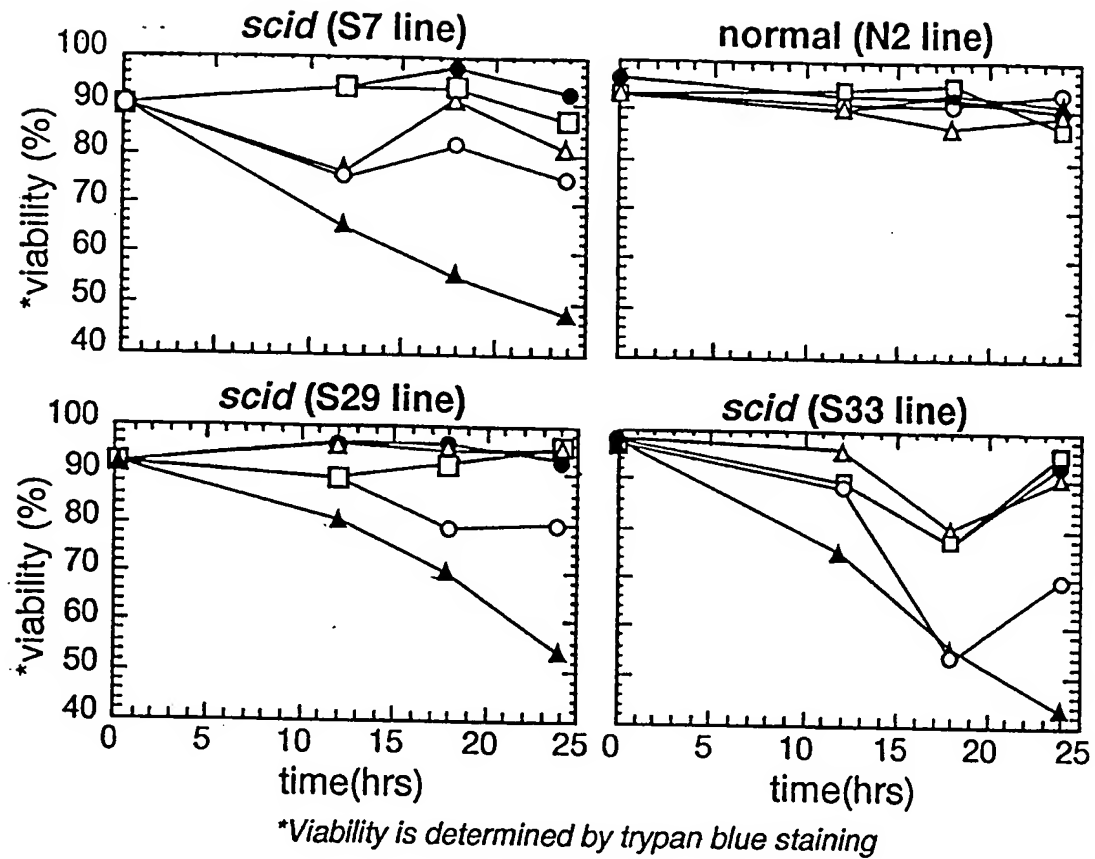 scid (S7 line)
normal (N2 line)
*viability (%)
100
90
80
70
60
50
40
scid (S29 line)
scid (S33 line)
*viability (%)
100
90
80
70
60
50
40
0 5 10 15 20 25
time(hrs)
0 5 10 15 20 25
time(hrs)
*Viability is determined by trypan blue staining